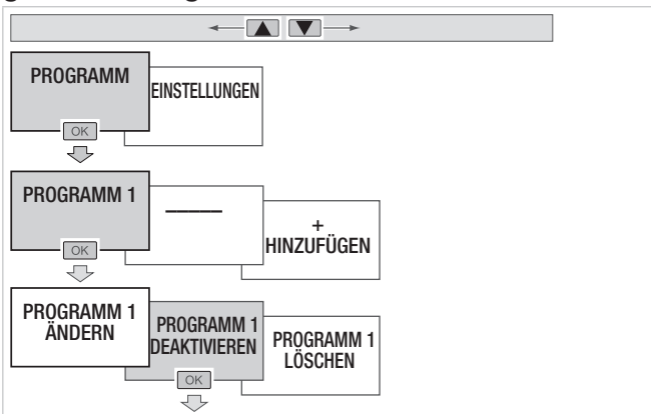 PROGRAMM
EINSTELLUNGEN
OK
PROGRAMM 1
-----
+
HINZUFÜGEN
OK
PROGRAMM 1
ÄNDERN
PROGRAMM 1
DEAKTIVIEREN
PROGRAMM 1
LÖSCHEN
OK